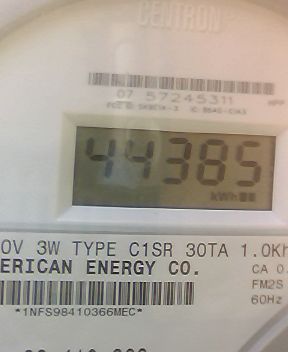 CENTRON
07 57245311
44385
kWh
0V 3W TYPE C1SR 30TA 1.0Kh
ERICAN ENERGY CO.
CA 0.
FM2S
60Hz
*1NFS98410366MEC*